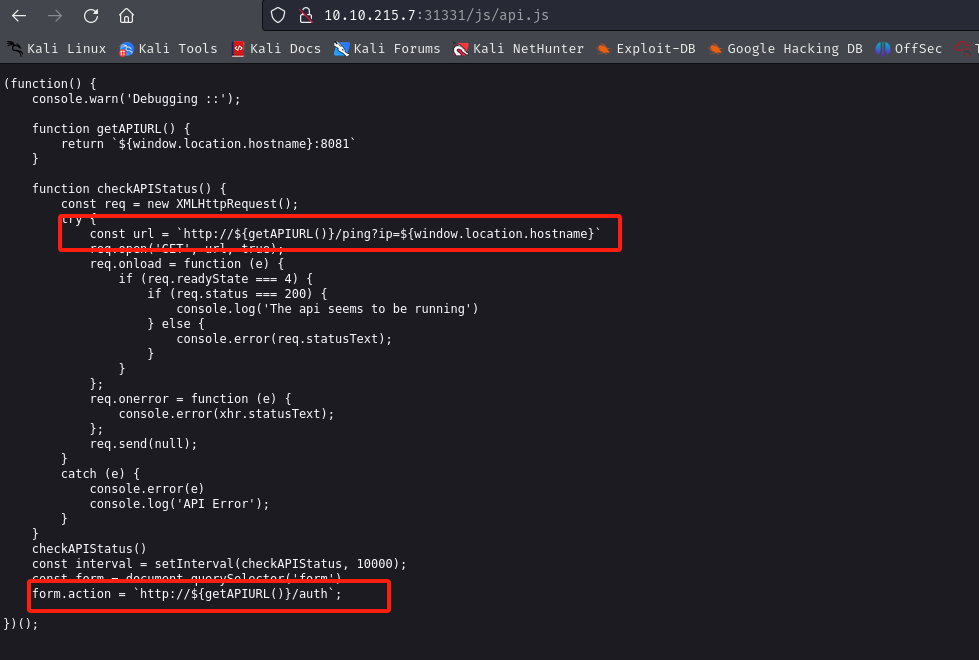 10.10.215.7:31331/js/api.js
Kali Linux Kali Tools Kali Docs Kali Forums Kali NetHunter Exploit-DB Google Hacking DB OffSec
(function() {
    console.warn('Debugging ::');

    function getAPIURL() {
        return `${window.location.hostname}:8081`
    }

    function checkAPIStatus() {
        const req = new XMLHttpRequest();
        try {
            const url = `http://${getAPIURL()}/ping?ip=${window.location.hostname}`
            req.open('GET', url, true);
            req.onload = function (e) {
                if (req.readyState === 4) {
                    if (req.status === 200) {
                        console.log('The api seems to be running')
                    } else {
                        console.error(req.statusText);
                    }
                }
            };
            req.onerror = function (e) {
                console.error(xhr.statusText);
            };
            req.send(null);
        }
        catch (e) {
            console.error(e)
            console.log('API Error');
        }
    }
    checkAPIStatus()
    const interval = setInterval(checkAPIStatus, 10000);
    const form = document.querySelector('form')
    form.action = `http://${getAPIURL()}/auth`;

})();